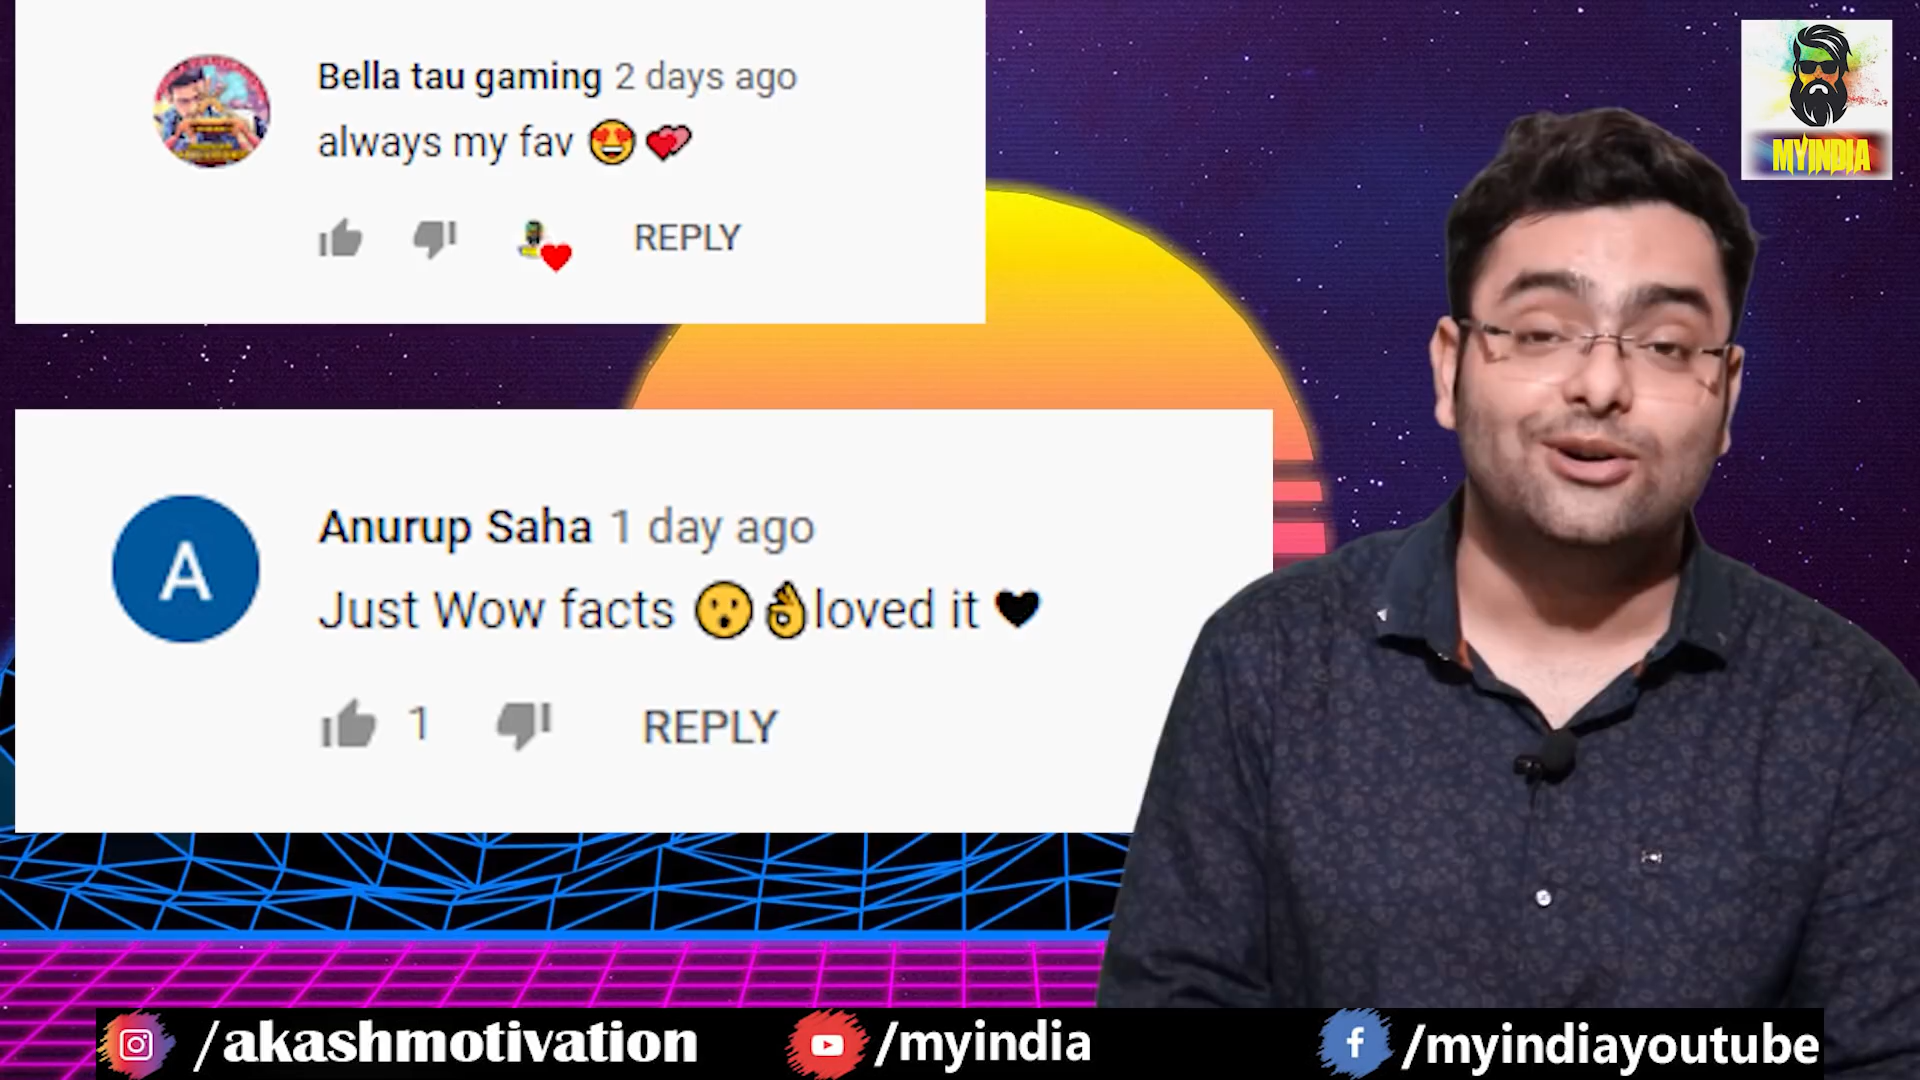 Bella tau gaming 2 days ago
always my fav 😍💕
REPLY
MYINDIA
A
Anurup Saha 1 day ago
Just Wow facts 😮👌loved it 🖤
1
REPLY
/akashmotivation
/myindia
/myindiayoutube